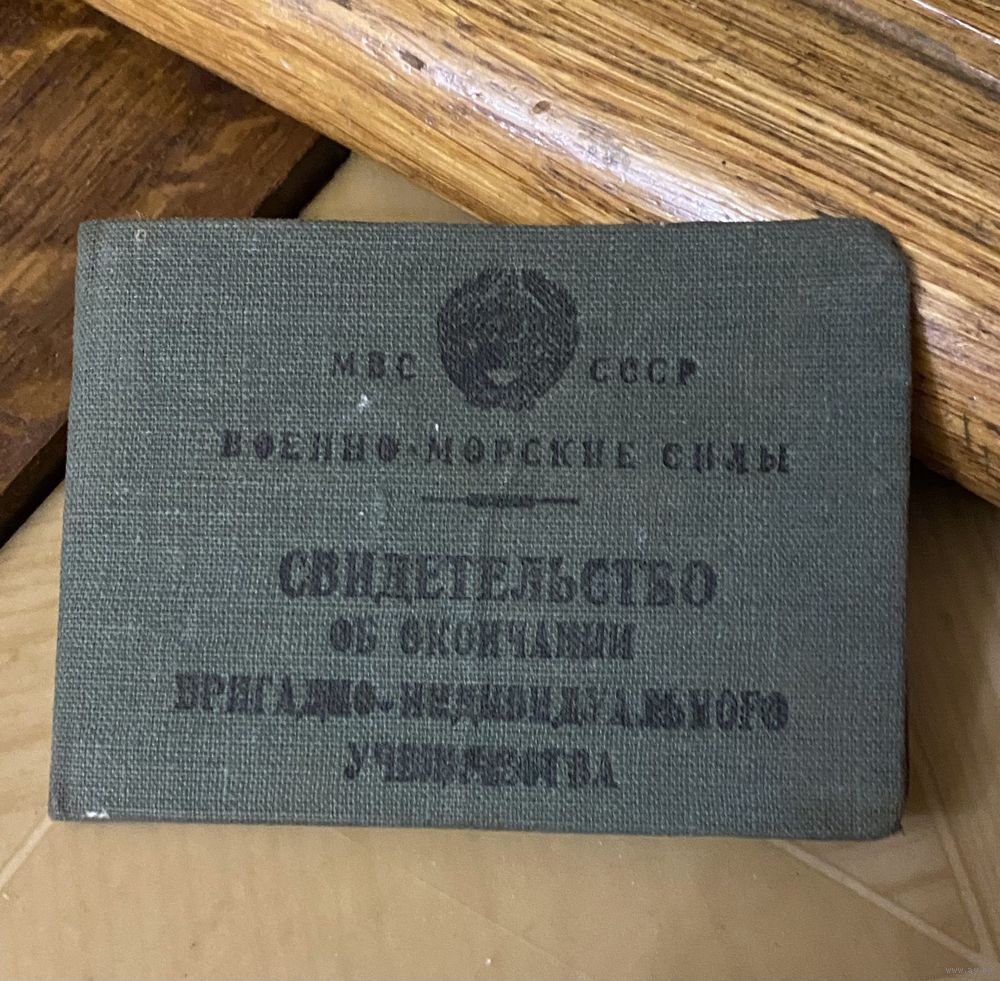 МВС СССР
ВОЕННО-МОРСКИЕ СИЛЫ
СВИДЕТЕЛЬСТВО
ОБ ОКОНЧАНИИ
БРИГАДНО-ИНДИВИДУАЛЬНОГО
УЧЕНИЧЕСТВА